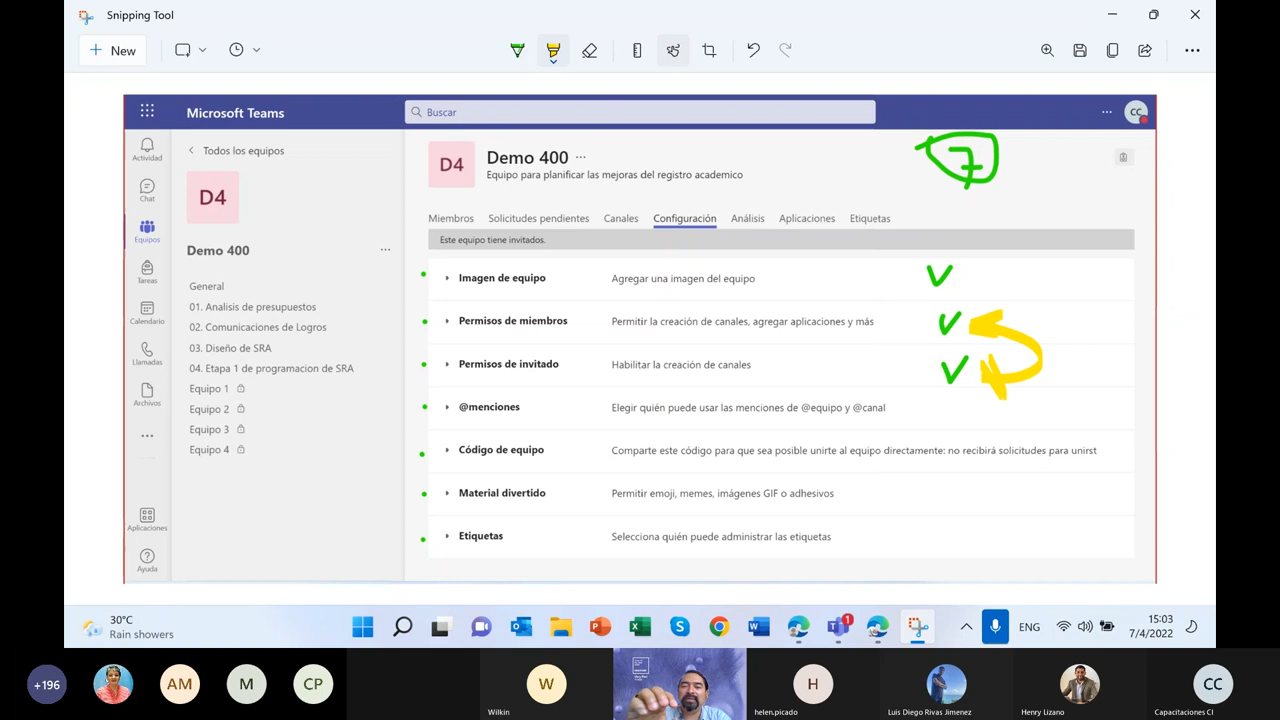 Snipping Tool
New
Microsoft Teams
Buscar
CC
Actividad
Chat
Equipos
Tareas
Calendario
Llamadas
Archivos
Aplicaciones
Ayuda
Todos los equipos
D4
Demo 400
General
01. Analisis de presupuestos
02. Comunicaciones de Logros
03. Diseño de SRA
04. Etapa 1 de programacion de SRA
Equipo 1
Equipo 2
Equipo 3
Equipo 4
D4
Demo 400
Equipo para planificar las mejoras del registro academico
7
Miembros Solicitudes pendientes Canales Configuración Análisis Aplicaciones Etiquetas
Este equipo tiene invitados.
Imagen de equipo Agregar una imagen del equipo
Permisos de miembros Permitir la creación de canales, agregar aplicaciones y más
Permisos de invitado Habilitar la creación de canales
@menciones Elegir quién puede usar las menciones de @equipo y @canal
Código de equipo Comparte este código para que sea posible unirte al equipo directamente: no recibirá solicitudes para unirst
Material divertido Permitir emoji, memes, imágenes GIF o adhesivos
Etiquetas Selecciona quién puede administrar las etiquetas
30°C
Rain showers
1
ENG
15:03
7/4/2022
+196
AM
M
CP
W
Wilkin
H
helen.picado
Luis Diego Rivas Jimenez
Henry Lizano
CC
Capacitaciones CI